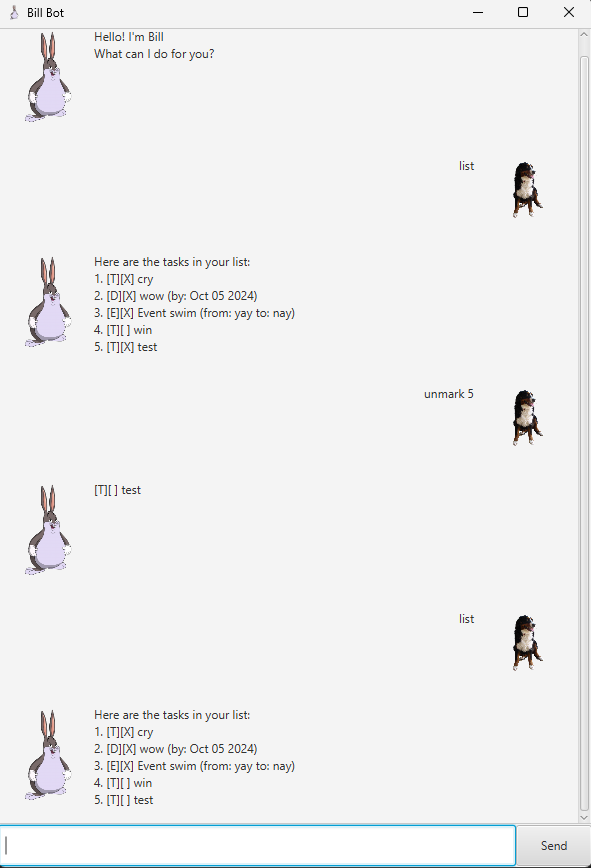 Bill Bot
Hello! I'm Bill
What can I do for you?
list
Here are the tasks in your list:
1. [T][X] cry
2. [D][X] wow (by: Oct 05 2024)
3. [E][X] Event swim (from: yay to: nay)
4. [T][ ] win
5. [T][X] test
unmark 5
[T][ ] test
list
Here are the tasks in your list:
1. [T][X] cry
2. [D][X] wow (by: Oct 05 2024)
3. [E][X] Event swim (from: yay to: nay)
4. [T][ ] win
5. [T][ ] test
Send